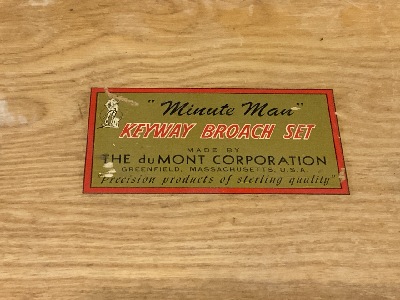 "Minute Man"
KEYWAY BROACH SET
MADE BY
THE duMONT CORPORATION
GREENFIELD, MASSACHUSETTS, U.S.A.
"Precision products of sterling quality"